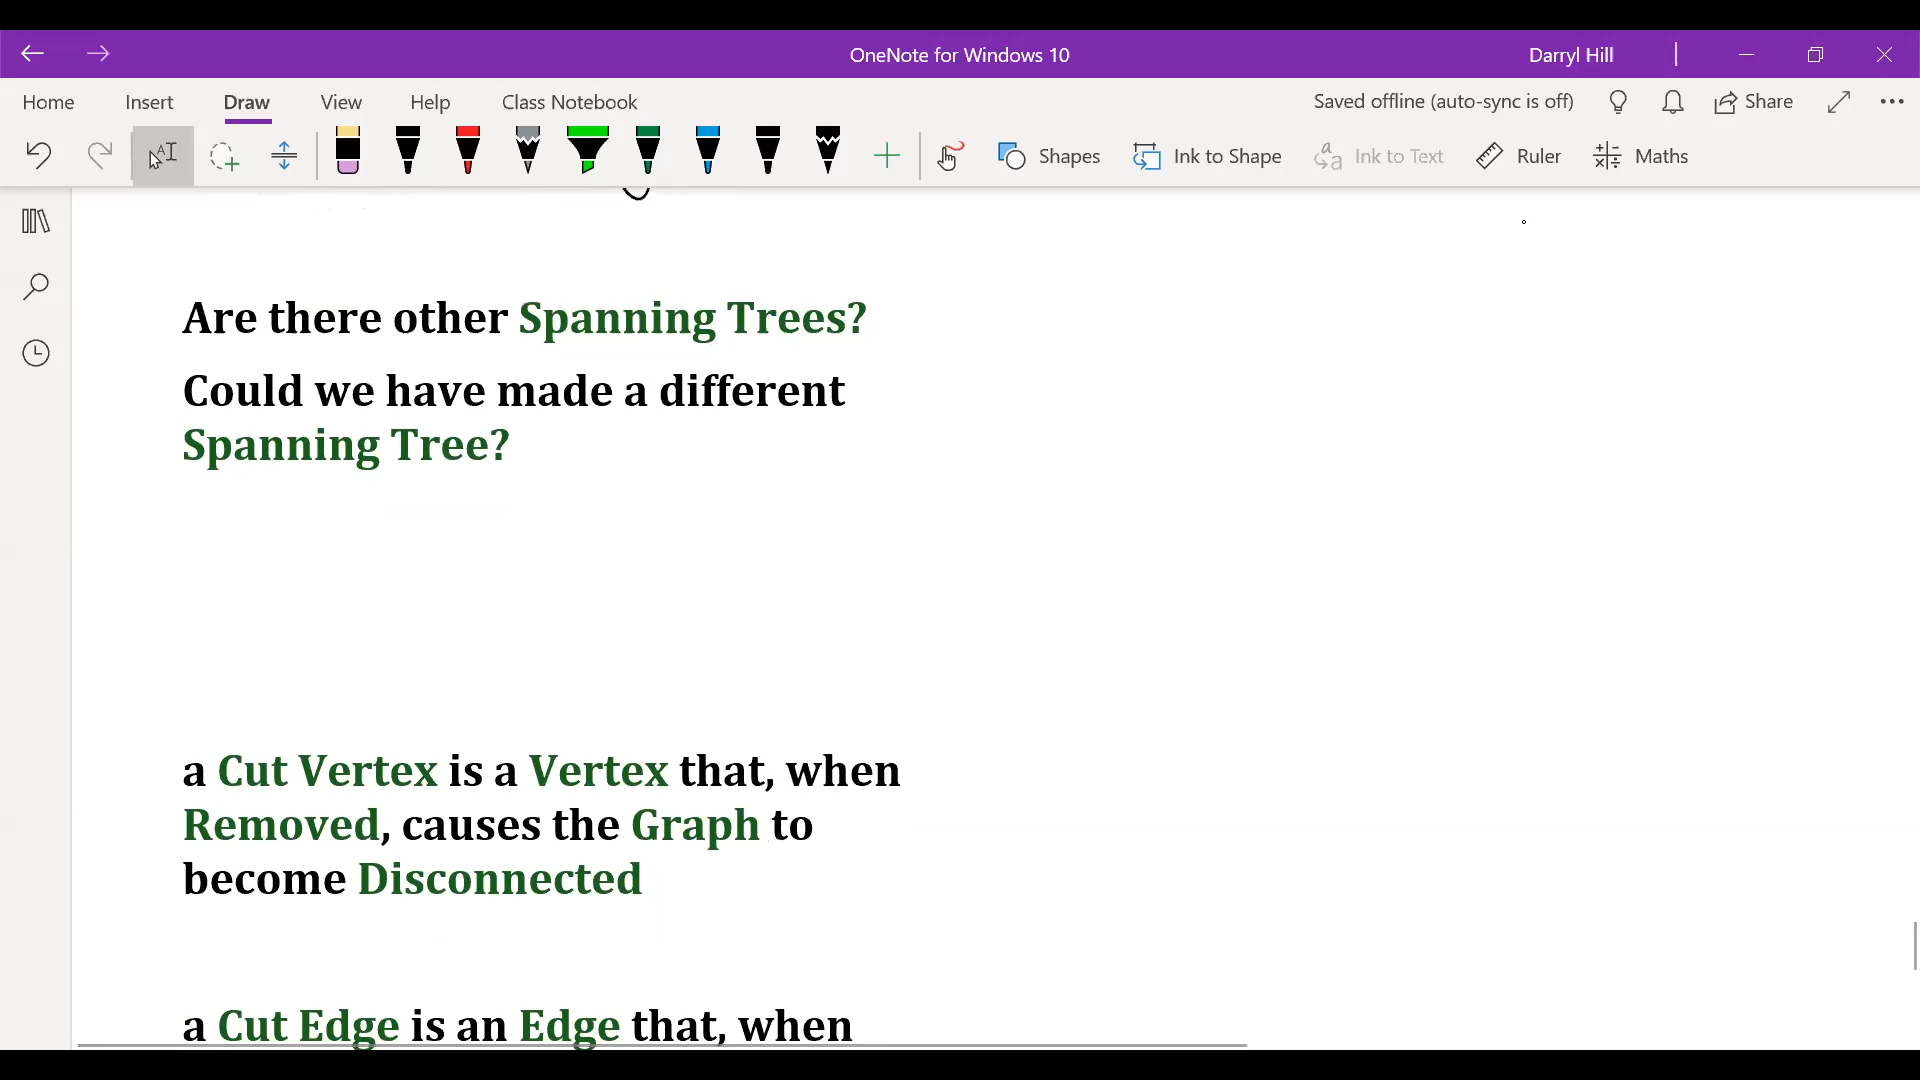 OneNote for Windows 10
Darryl Hill
Home Insert Draw View Help Class Notebook
Saved offline (auto-sync is off) Share
Shapes Ink to Shape Ink to Text Ruler Maths
Are there other Spanning Trees?
Could we have made a different
Spanning Tree?
a Cut Vertex is a Vertex that, when
Removed, causes the Graph to
become Disconnected
a Cut Edge is an Edge that, when